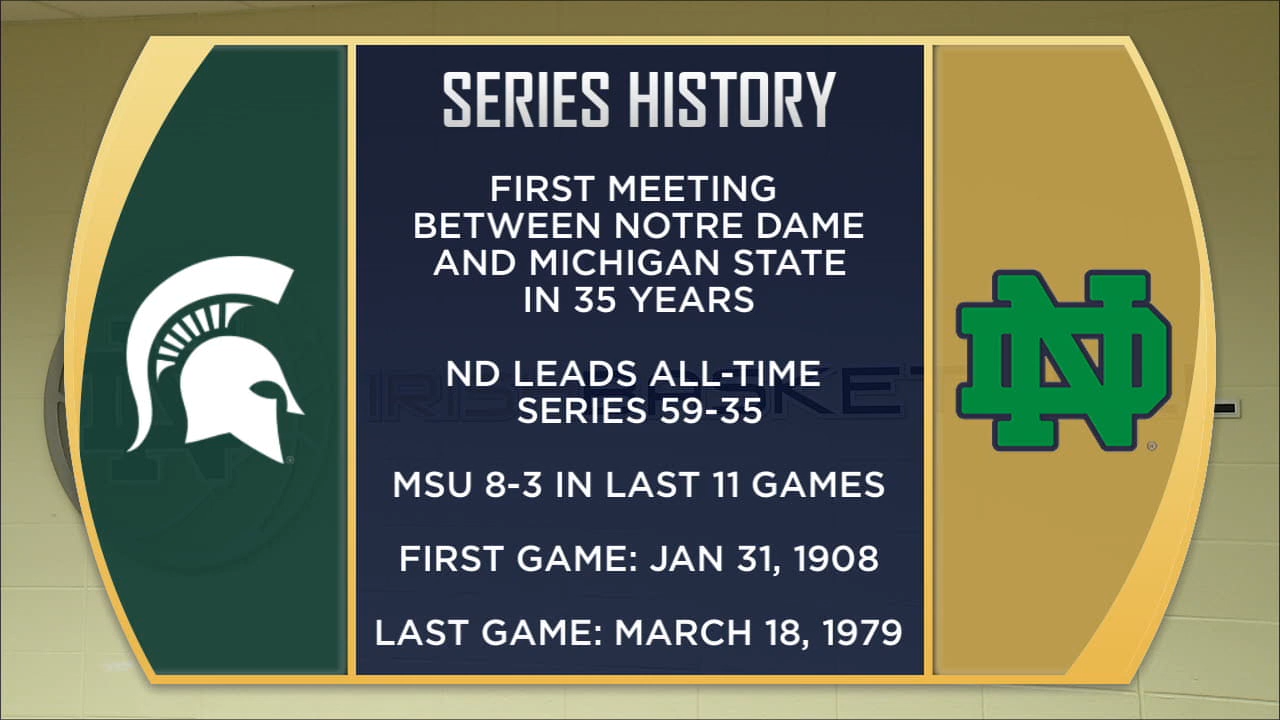 SERIES HISTORY
FIRST MEETING
BETWEEN NOTRE DAME
AND MICHIGAN STATE
IN 35 YEARS
ND LEADS ALL-TIME
SERIES 59-35
MSU 8-3 IN LAST 11 GAMES
FIRST GAME: JAN 31, 1908
LAST GAME: MARCH 18, 1979
ND